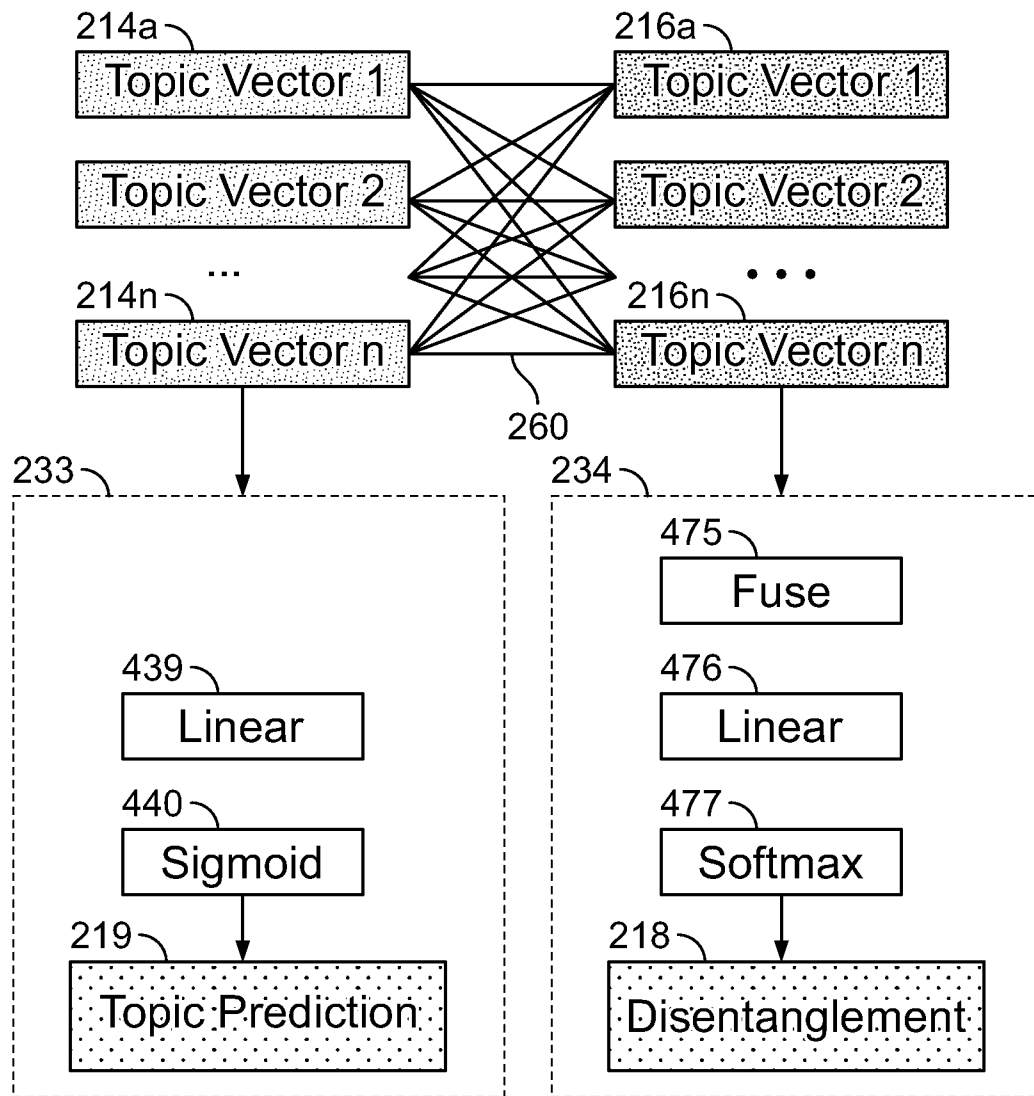 214a
216a
Topic Vector 1
Topic Vector 1
Topic Vector 2
Topic Vector 2
...
• • •
214n
216n
Topic Vector n
Topic Vector n
260
233
234
475
Fuse
439
476
Linear
Linear
440
477
Sigmoid
Softmax
219
218
Topic Prediction
Disentanglement